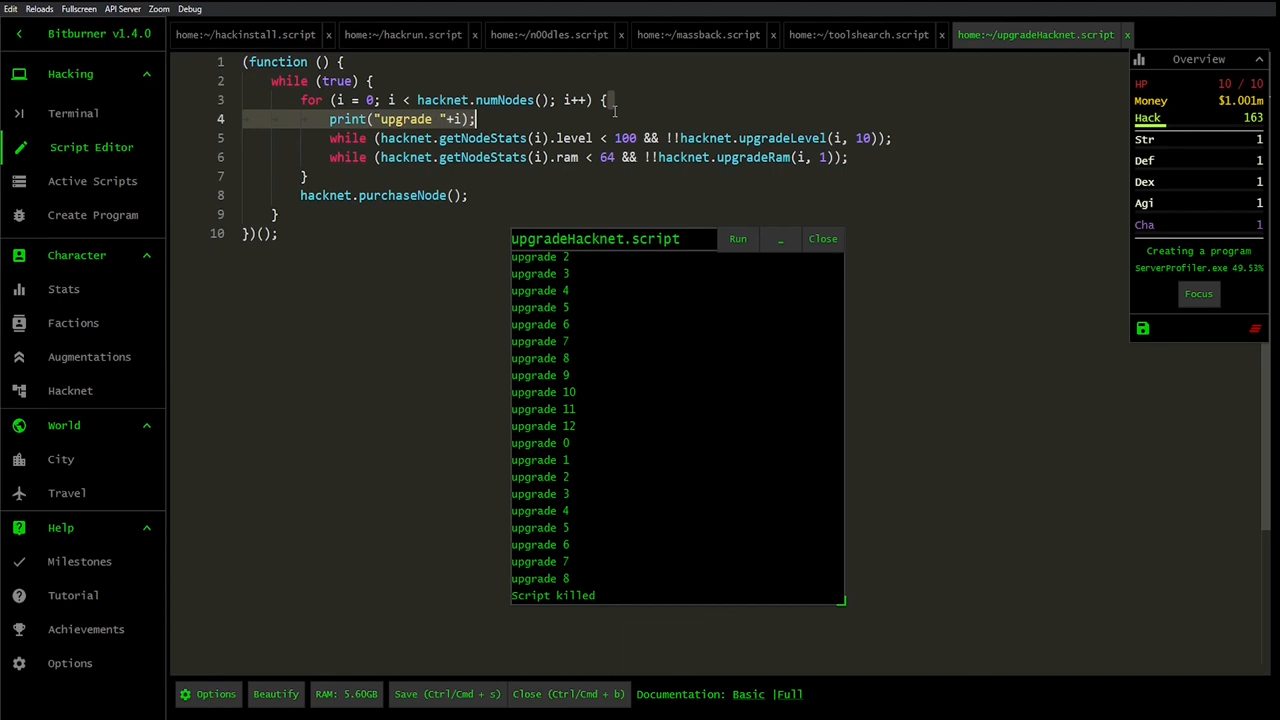 Edit Reloads Fullscreen API Server Zoom Debug
Bitburner v1.4.0
Hacking
Terminal
Script Editor
Active Scripts
Create Program
Character
Stats
Factions
Augmentations
Hacknet
World
City
Travel
Help
Milestones
Tutorial
Achievements
Options
home:~/hackinstall.script x home:~/hackrun.script x home:~/n00dles.script x home:~/massback.script x home:~/toolshearch.script x home:~/upgradeHacknet.script x
1 (function () {
2 while (true) {
3 for (i = 0; i < hacknet.numNodes(); i++) {
4 print("upgrade "+i);
5 while (hacknet.getNodeStats(i).level < 100 && !!hacknet.upgradeLevel(i, 10));
6 while (hacknet.getNodeStats(i).ram < 64 && !!hacknet.upgradeRam(i, 1));
7 }
8 hacknet.purchaseNode();
9 }
10 })();
upgradeHacknet.script Run _ Close
upgrade 2
upgrade 3
upgrade 4
upgrade 5
upgrade 6
upgrade 7
upgrade 8
upgrade 9
upgrade 10
upgrade 11
upgrade 12
upgrade 0
upgrade 1
upgrade 2
upgrade 3
upgrade 4
upgrade 5
upgrade 6
upgrade 7
upgrade 8
Script killed
Overview
HP 10 / 10
Money $1.001m
Hack 163
Str 1
Def 1
Dex 1
Agi 1
Cha 1
Creating a program
ServerProfiler.exe 49.53%
Focus
Options Beautify RAM: 5.60GB Save (Ctrl/Cmd + s) Close (Ctrl/Cmd + b) Documentation: Basic |Full